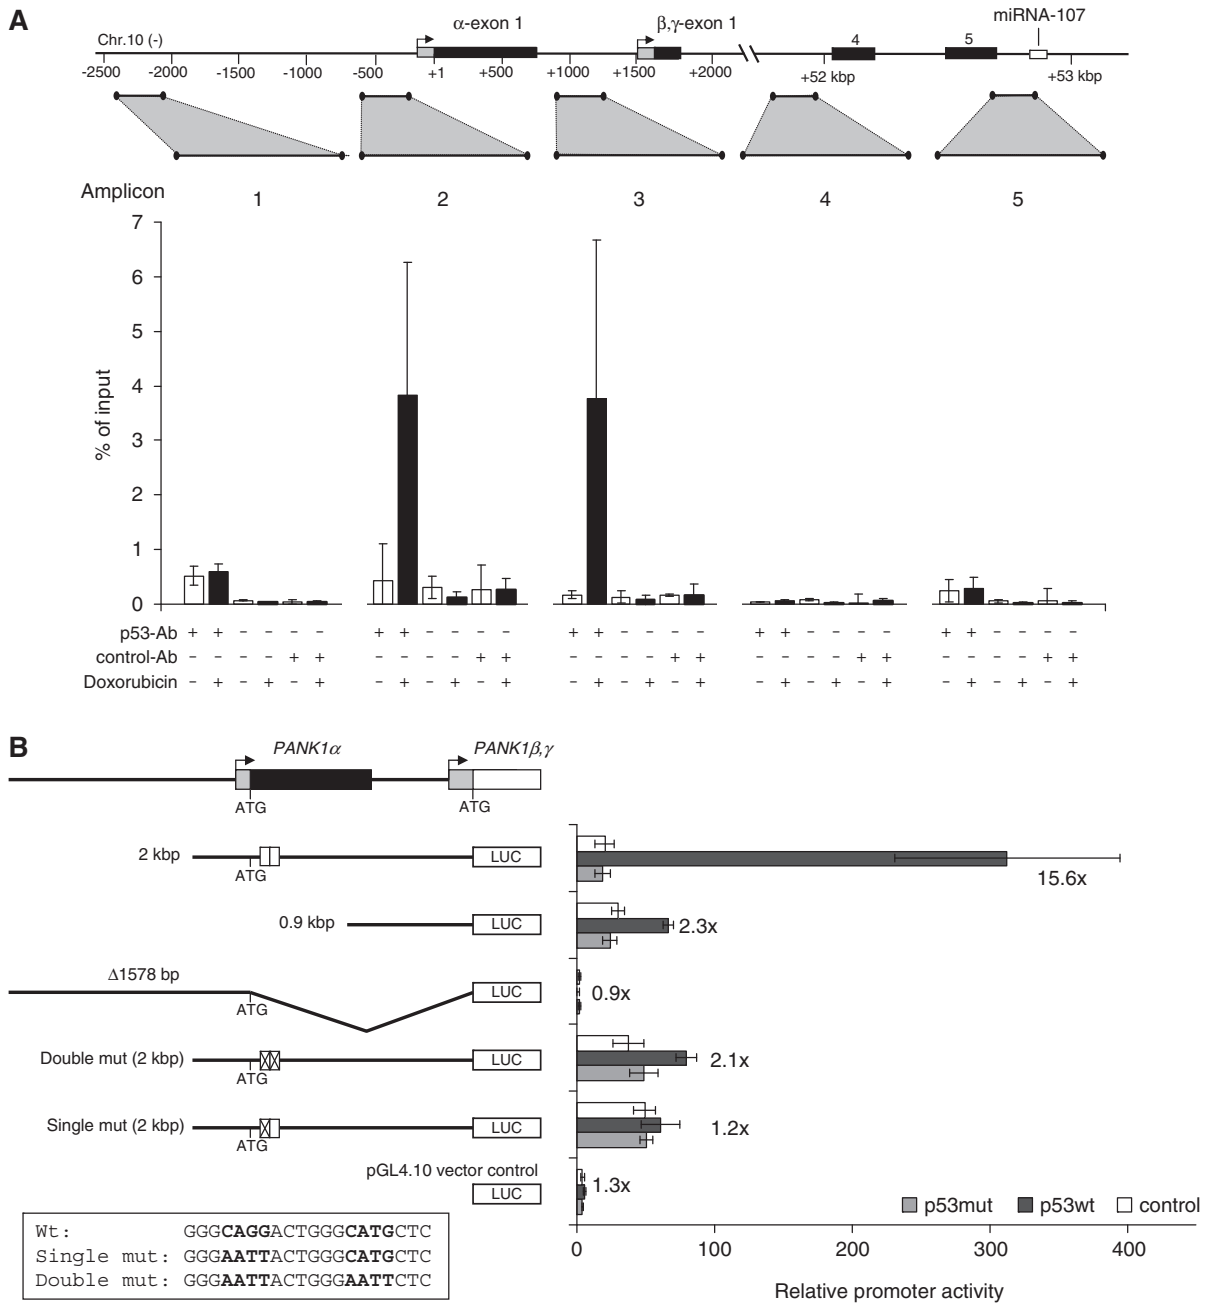 A
α-exon 1
β,γ-exon 1
miRNA-107
Chr.10 (-)
4
5
-2500 -2000 -1500 -1000 -500 +1 +500 +1000 +1500 +2000 +52 kbp +53 kbp
Amplicon 1 2 3 4 5
7
6
5
4
3
2
1
0
% of input
p53-Ab + + - - - - + + - - - - + + - - - - + + - - - - + + - - - -
control-Ab - - - - + + - - - - + + - - - - + + - - - - + + - - - - + +
Doxorubicin - + - + - + - + - + - + - + - + - + - + - + - + - + - + - +
B
PANK1α PANK1β,γ
ATG ATG
2 kbp LUC
ATG
15.6x
0.9 kbp LUC 2.3x
Δ1578 bp
LUC 0.9x
ATG
Double mut (2 kbp) LUC 2.1x
ATG
Single mut (2 kbp) LUC 1.2x
ATG
pGL4.10 vector control
LUC 1.3x
p53mut p53wt control
Wt: GGGCAGGACTGGGCATGCTC
Single mut: GGGAATTACTGGGCATGCTC
Double mut: GGGAATTACTGGGAATTCTC
0 100 200 300 400
Relative promoter activity